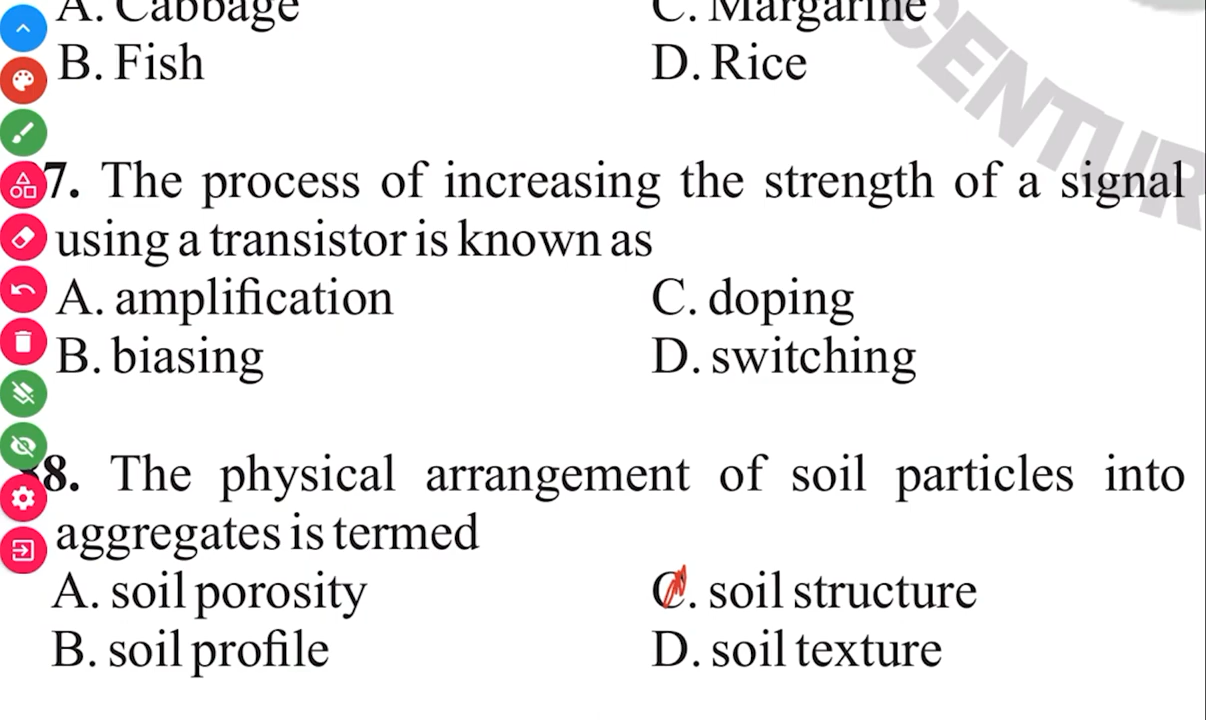 A. Cabbage C. Margarine
B. Fish D. Rice
7. The process of increasing the strength of a signal
using a transistor is known as
A. amplification C. doping
B. biasing D. switching
8. The physical arrangement of soil particles into
aggregates is termed
A. soil porosity C. soil structure
B. soil profile D. soil texture
CENTUR